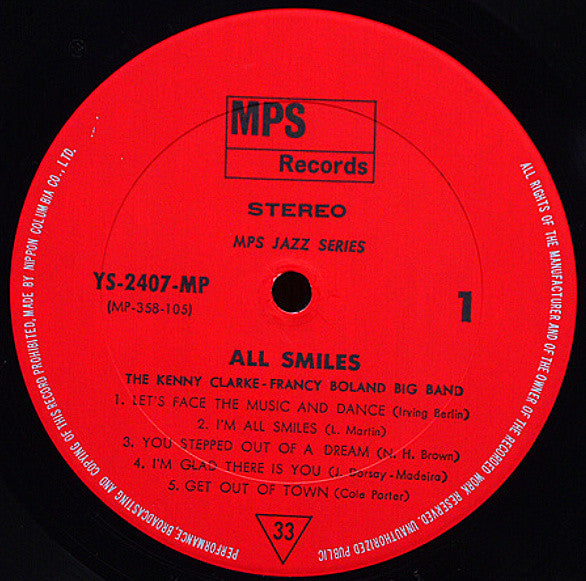 MPS
Records
STEREO
MPS JAZZ SERIES
YS-2407-MP
(MP-358-105)
1
ALL SMILES
THE KENNY CLARKE-FRANCY BOLAND BIG BAND
1. LET'S FACE THE MUSIC AND DANCE (Irving Berlin)
2. I'M ALL SMILES (L. Martin)
3. YOU STEPPED OUT OF A DREAM (N. H. Brown)
4. I'M GLAD THERE IS YOU (J. Dorsay-Madeira)
5. GET OUT OF TOWN (Cole Porter)
33
ALL RIGHTS OF THE MANUFACTURER AND OF THE OWNER OF THE RECORDED WORK RESERVED. UNAUTHORIZED PUBLIC PERFORMANCE, BROADCASTING AND COPYING OF THIS RECORD PROHIBITED, MADE BY NIPPON COLUMBIA CO., LTD.